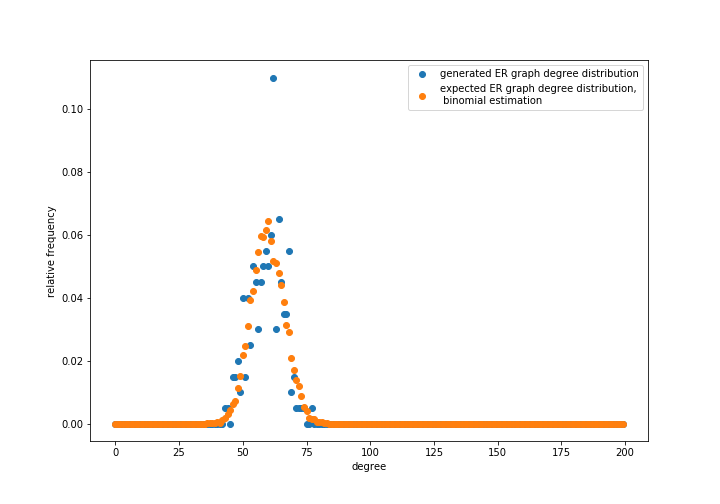 generated ER graph degree distribution
expected ER graph degree distribution,
binomial estimation
0.10
0.08
0.06
0.04
0.02
0.00
relative frequency
0 25 50 75 100 125 150 175 200
degree